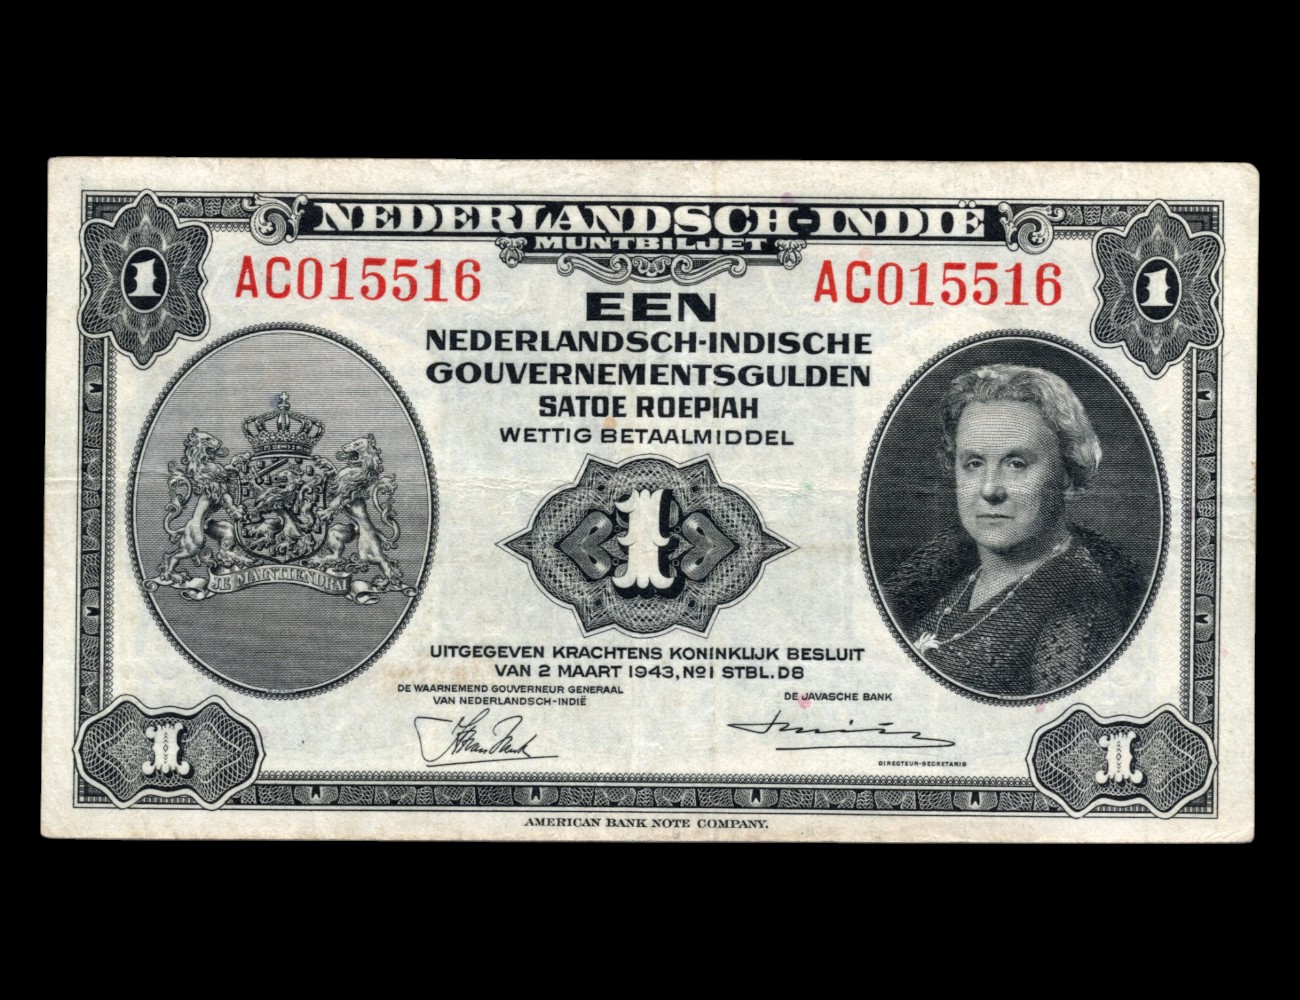 NEDERLANDSCH-INDIË
MUNTBILJET
1
1
AC015516
AC015516
EEN
NEDERLANDSCH-INDISCHE
GOUVERNEMENTSGULDEN
SATOE ROEPIAH
WETTIG BETAALMIDDEL
1
JE MAINTIENDRAI
UITGEGEVEN KRACHTENS KONINKLIJK BESLUIT
VAN 2 MAART 1943, No1 STBL. D8
DE WAARNEMEND GOUVERNEUR GENERAAL
VAN NEDERLANDSCH-INDIË
DE JAVASCHE BANK
DIRECTEUR-SECRETARIS
1
1
AMERICAN BANK NOTE COMPANY.